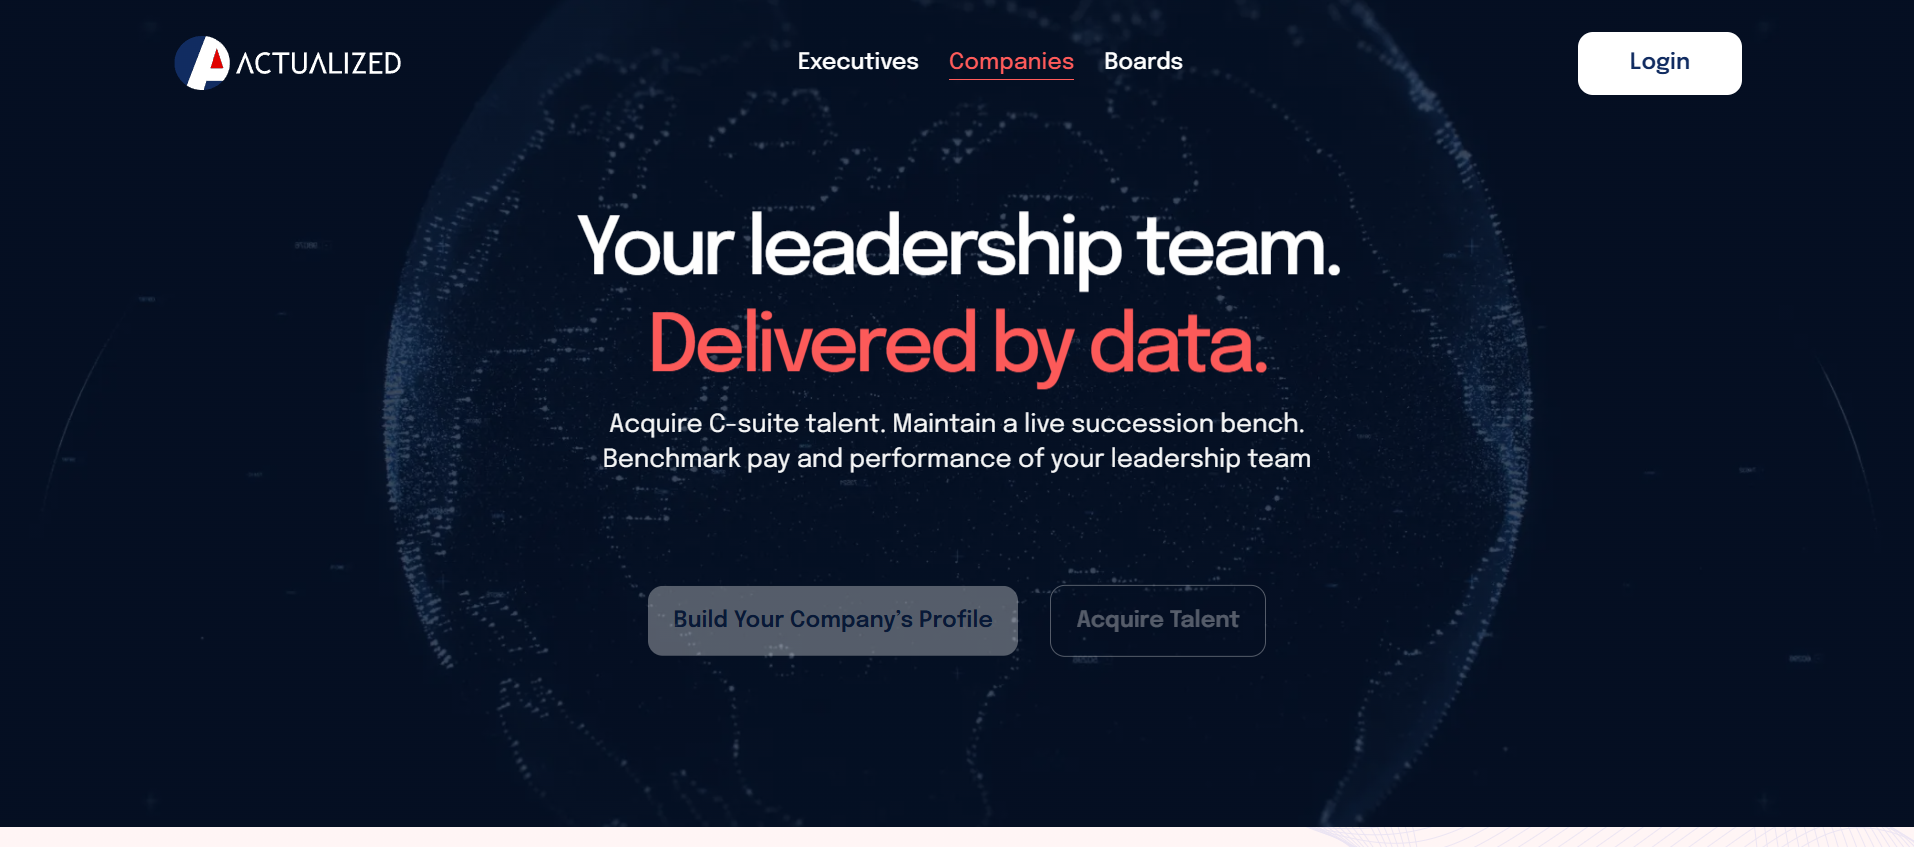 ACTUALIZED
Executives Companies Boards
Login
Your leadership team.
Delivered by data.
Acquire C-suite talent. Maintain a live succession bench.
Benchmark pay and performance of your leadership team
Build Your Company’s Profile
Acquire Talent